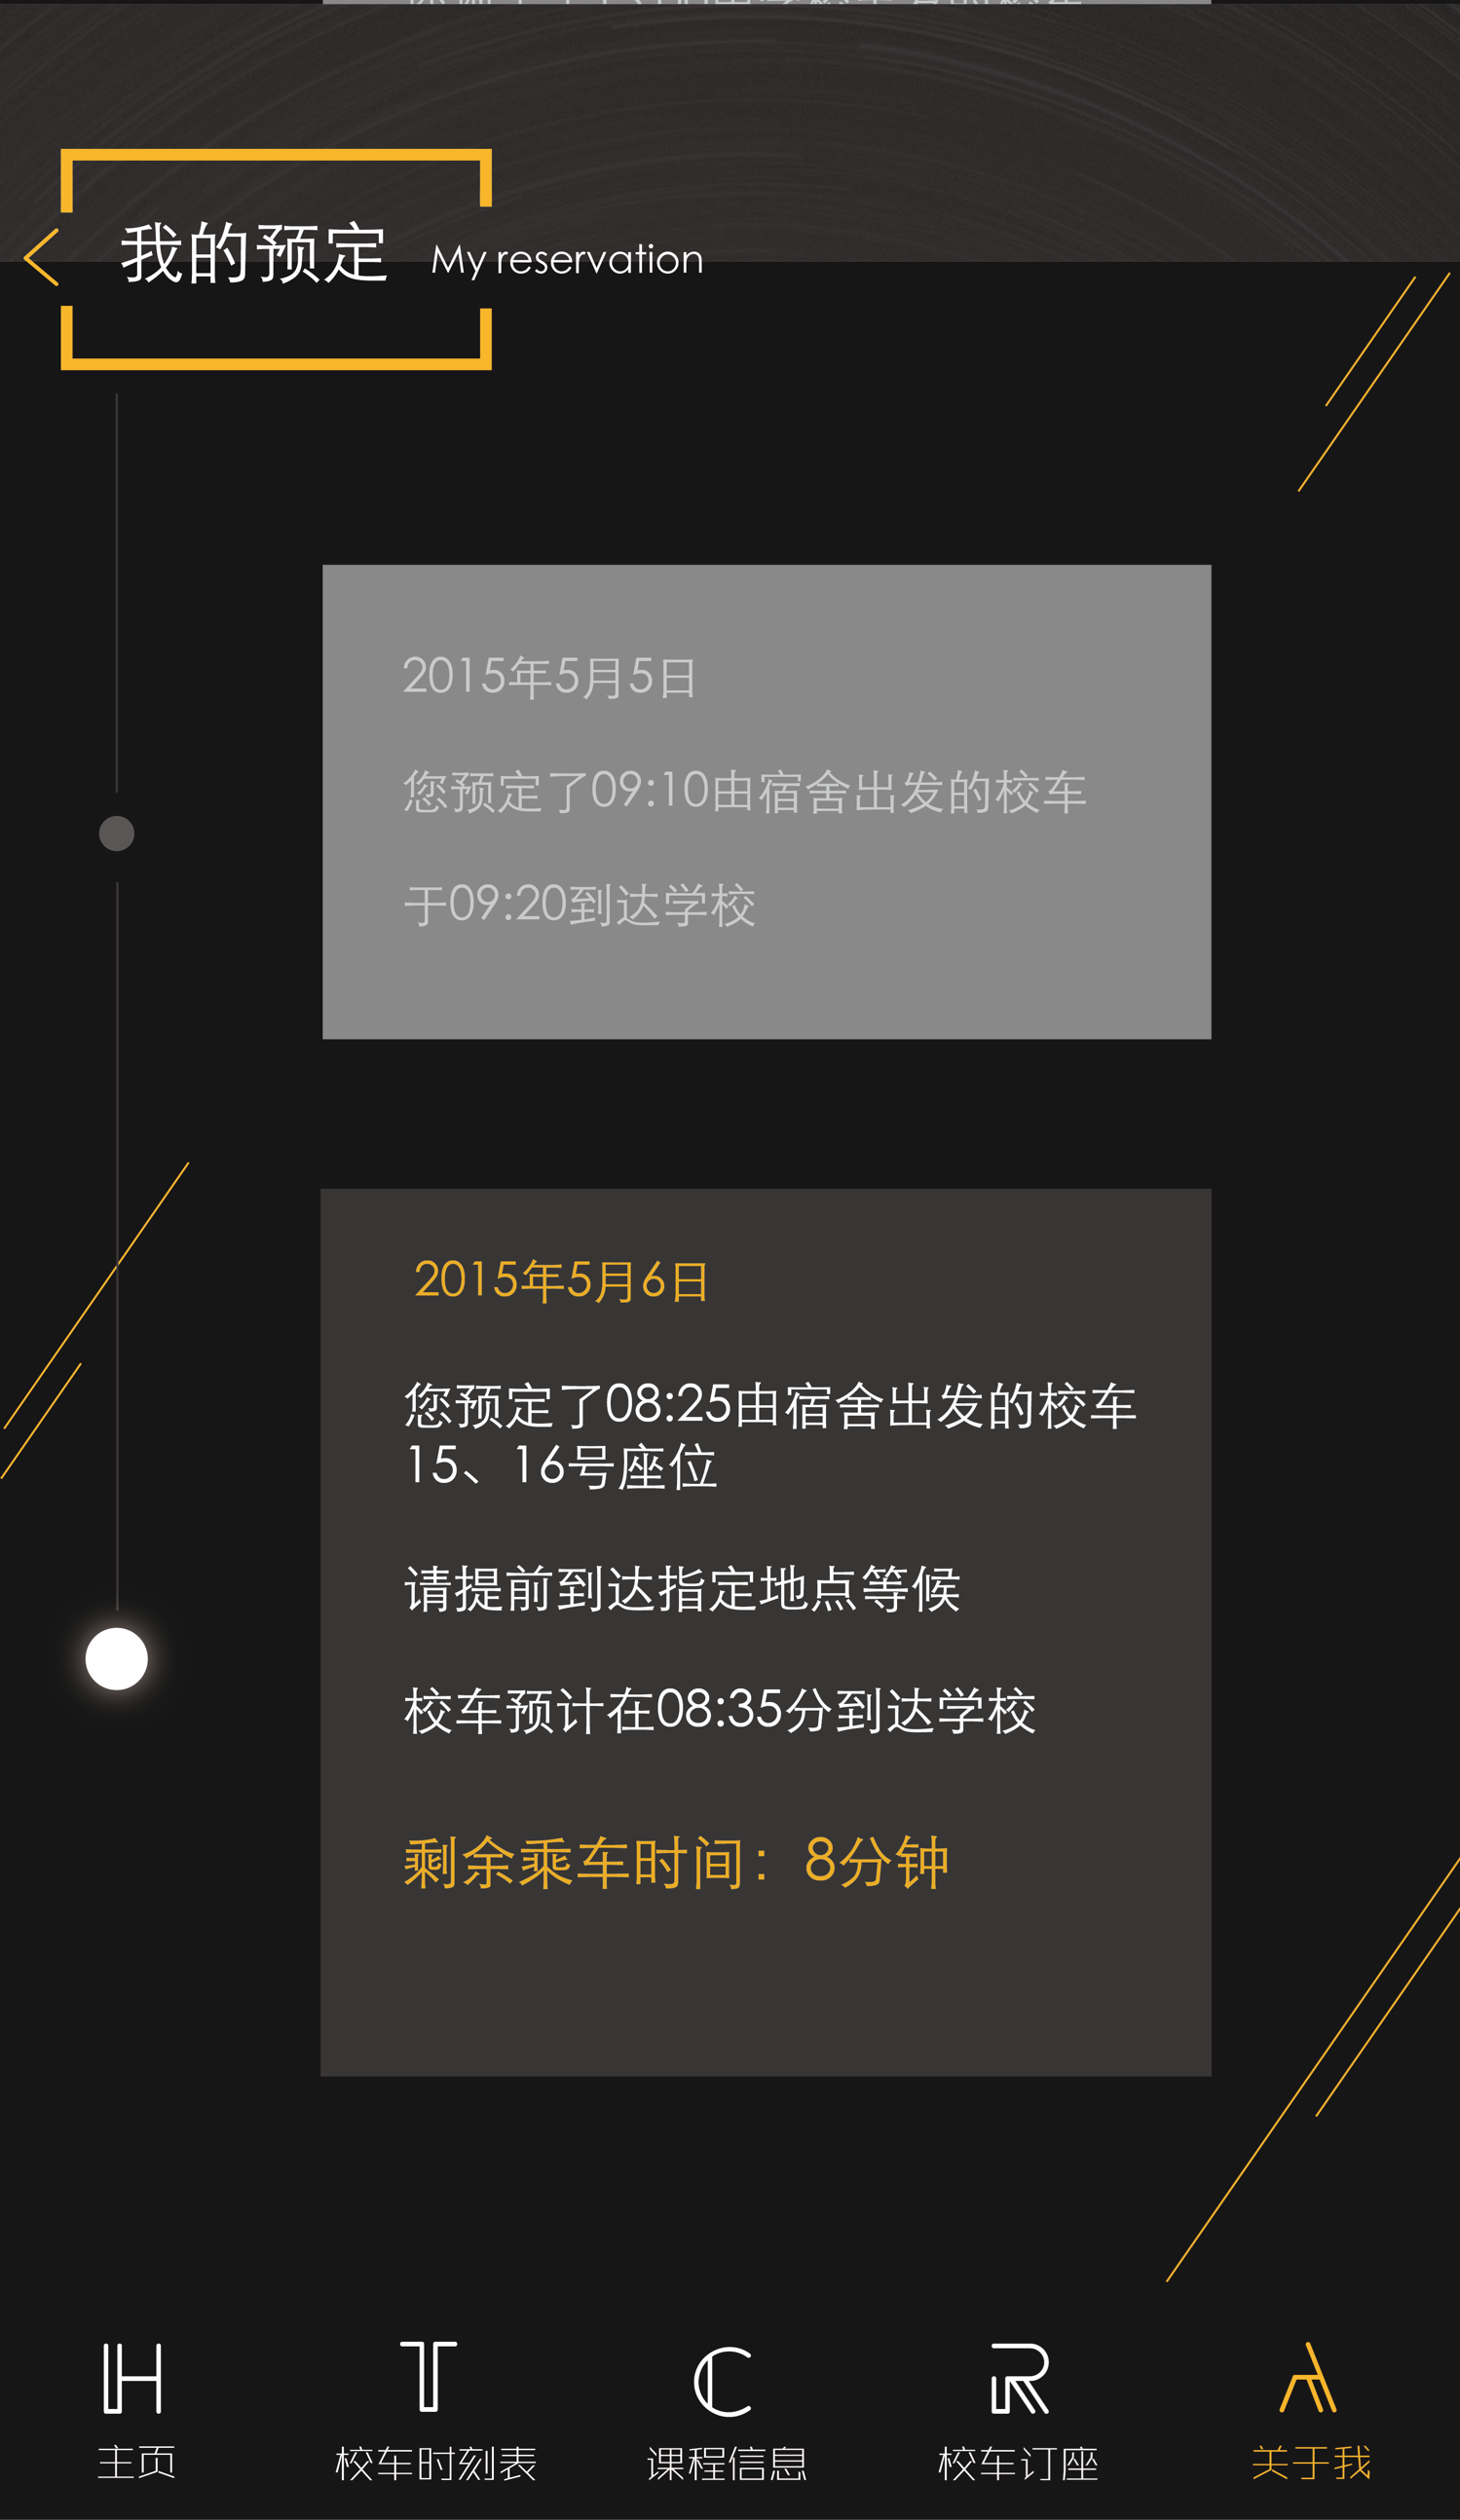 我的预定 My reservation
2015年5月5日
您预定了09:10由宿舍出发的校车
于09:20到达学校
2015年5月6日
您预定了08:25由宿舍出发的校车
15、16号座位
请提前到达指定地点等候
校车预计在08:35分到达学校
剩余乘车时间：8分钟
H T C R A
主页 校车时刻表 课程信息 校车订座 关于我